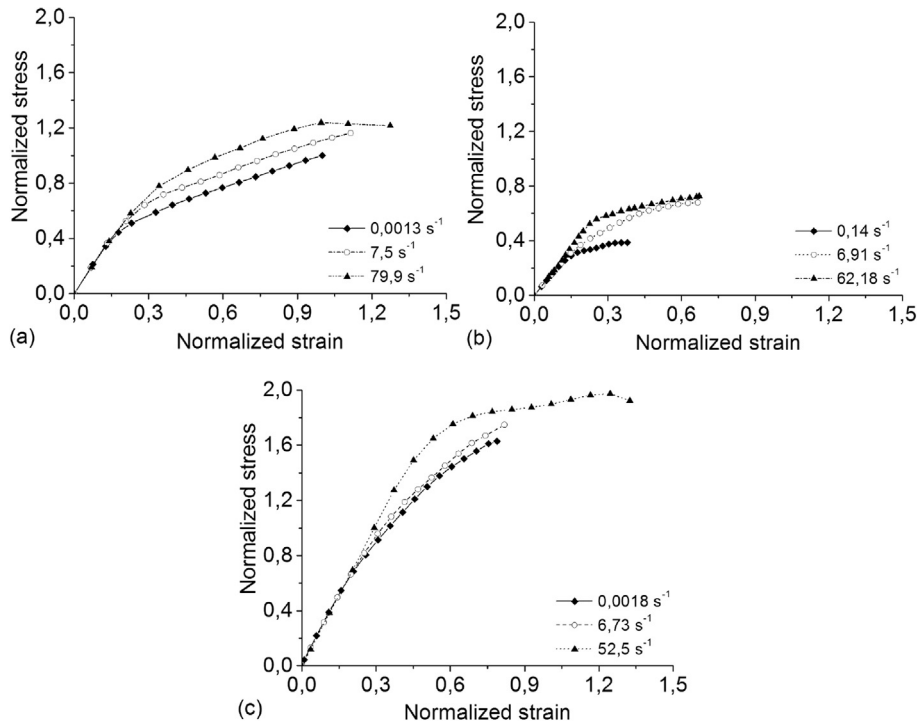 Normalized stress
2,0
1,6
1,2
0,8
0,4
0,0
0,0 0,3 0,6 0,9 1,2 1,5
Normalized strain
0,0013 s-1
7,5 s-1
79,9 s-1
(a)
Normalized stress
2,0
1,6
1,2
0,8
0,4
0,0
0,0 0,3 0,6 0,9 1,2 1,5
Normalized strain
0,14 s-1
6,91 s-1
62,18 s-1
(b)
Normalized stress
2,0
1,6
1,2
0,8
0,4
0,0
0,0 0,3 0,6 0,9 1,2 1,5
Normalized strain
0,0018 s-1
6,73 s-1
52,5 s-1
(c)